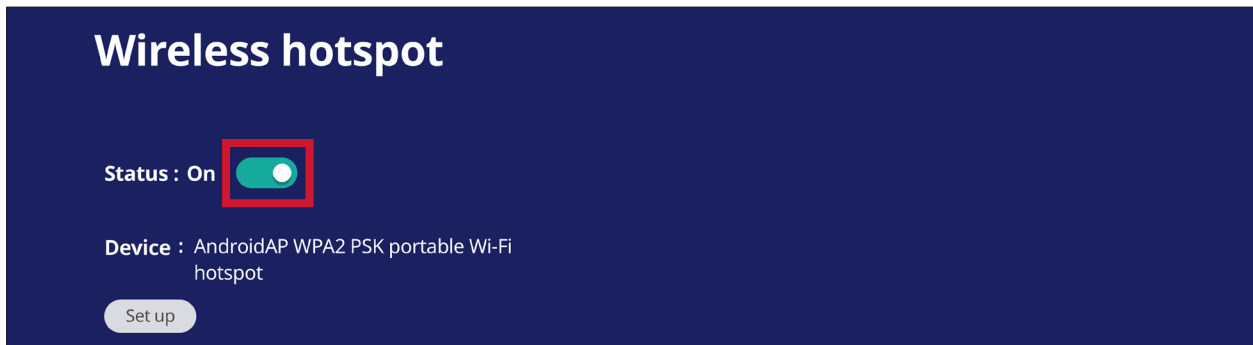 Wireless hotspot
Status : On
Device : AndroidAP WPA2 PSK portable Wi-Fi
hotspot
Set up